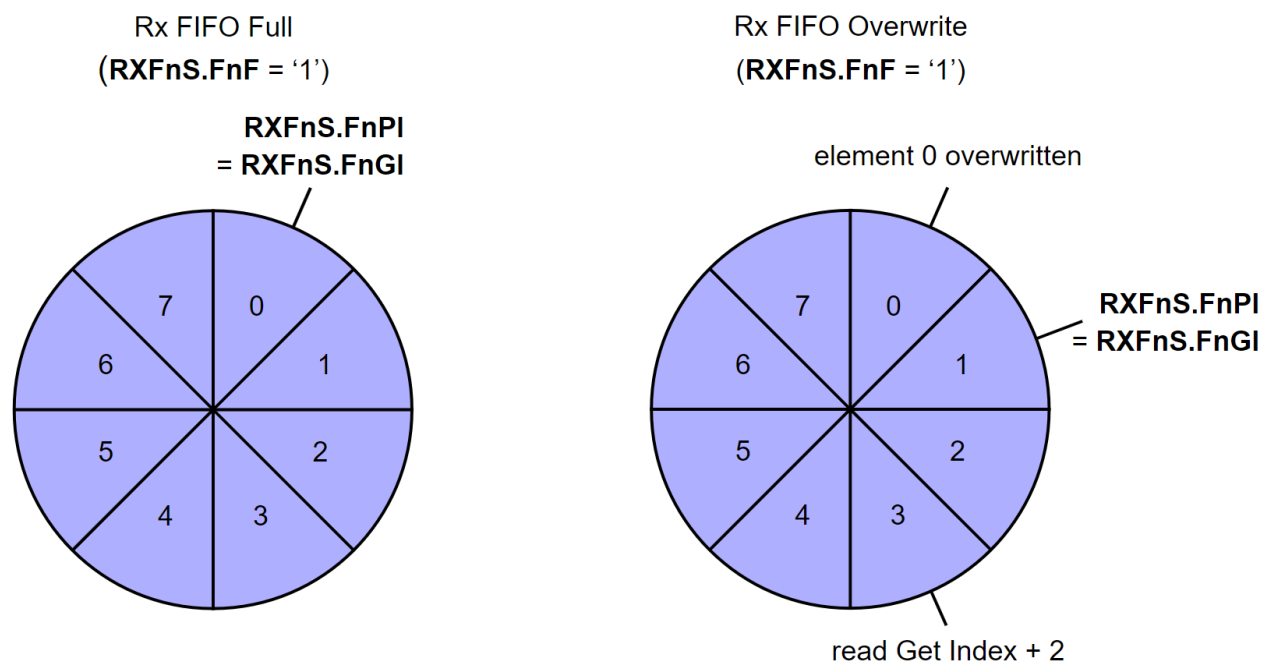 Rx FIFO Full
(RXFnS.FnF = ‘1’)
RXFnS.FnPI
= RXFnS.FnGI
7
0
6
1
5
2
4
3
Rx FIFO Overwrite
(RXFnS.FnF = ‘1’)
element 0 overwritten
RXFnS.FnPI
= RXFnS.FnGI
7
0
6
1
5
2
4
3
read Get Index + 2